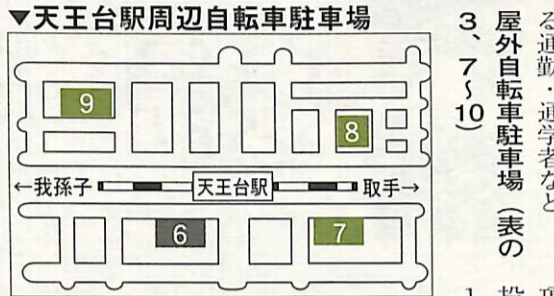 ▼天王台駅周辺自転車駐車場
9
8
←我孫子
天王台駅
取手→
6
7
る通勤・通学者など
屋外自転車駐車場（表の
3、7～10）